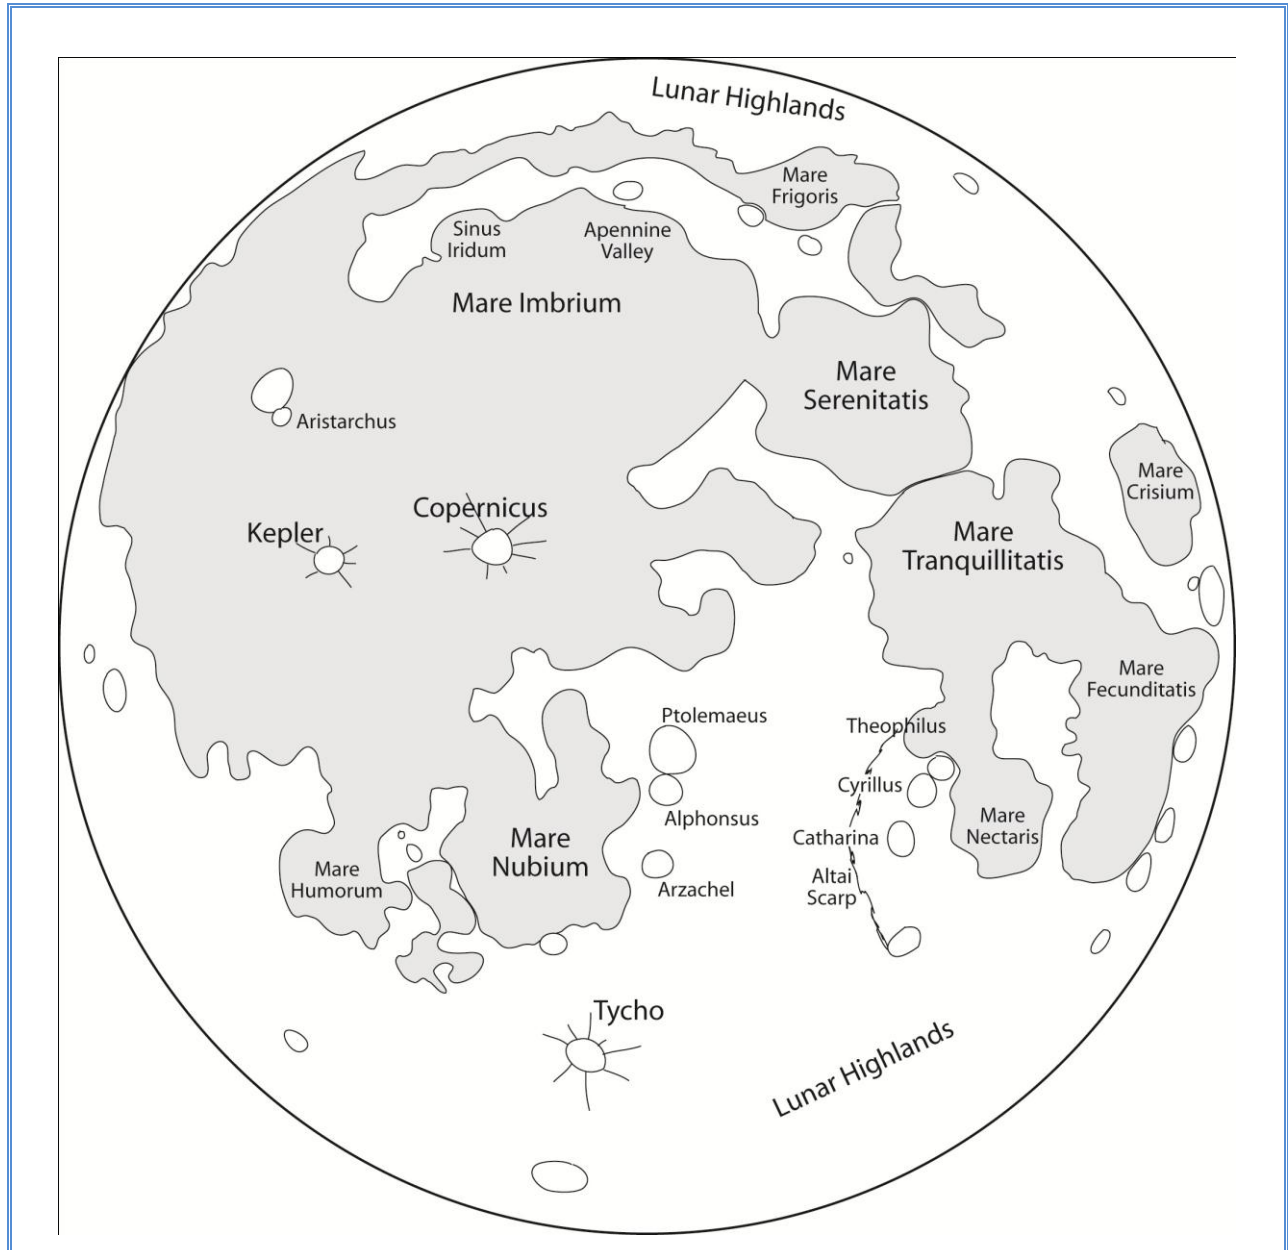 Lunar Highlands
Mare
Frigoris
Sinus
Iridum
Apennine
Valley
Mare Imbrium
Mare
Serenitatis
Aristarchus
Mare
Crisium
Copernicus
Kepler
Mare
Tranquillitatis
Mare
Fecunditatis
Ptolemaeus
Theophilus
Cyrillus
Alphonsus
Catharina
Mare
Nectaris
Mare
Nubium
Mare
Humorum
Altai
Scarp
Arzachel
Tycho
Lunar Highlands